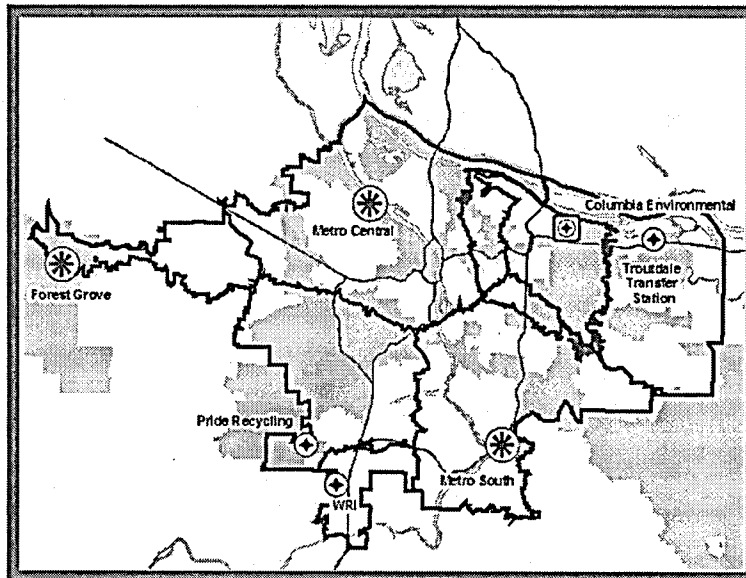 Columbia Environmental
Metro Central
Troutdale
Transfer
Station
Forest Grove
Pride Recycling
Metro South
WRI